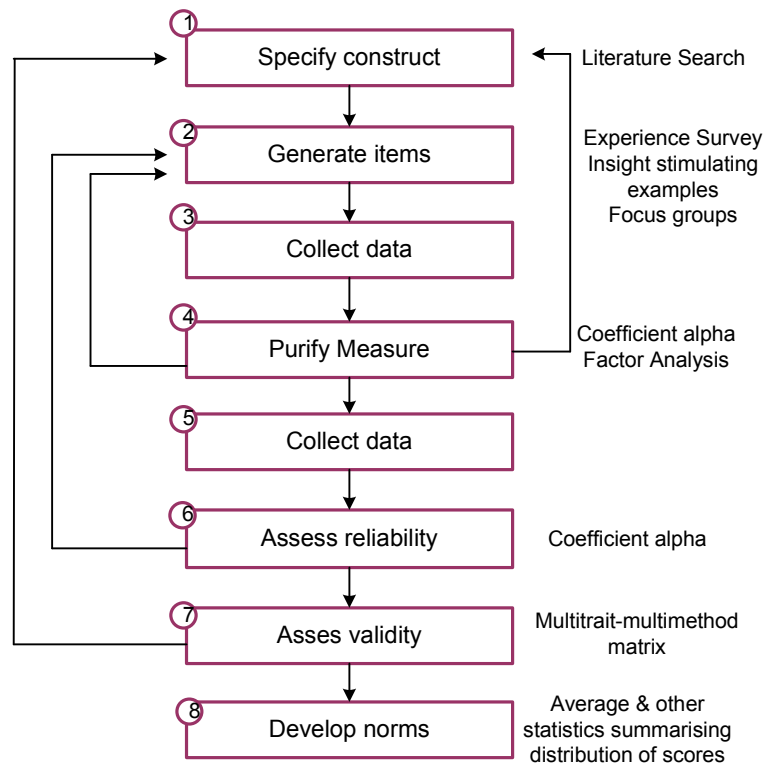 1
Specify construct
Literature Search
2
Generate items
Experience Survey
Insight stimulating
examples
Focus groups
3
Collect data
4
Purify Measure
Coefficient alpha
Factor Analysis
5
Collect data
6
Assess reliability
Coefficient alpha
7
Asses validity
Multitrait-multimethod
matrix
8
Develop norms
Average & other
statistics summarising
distribution of scores